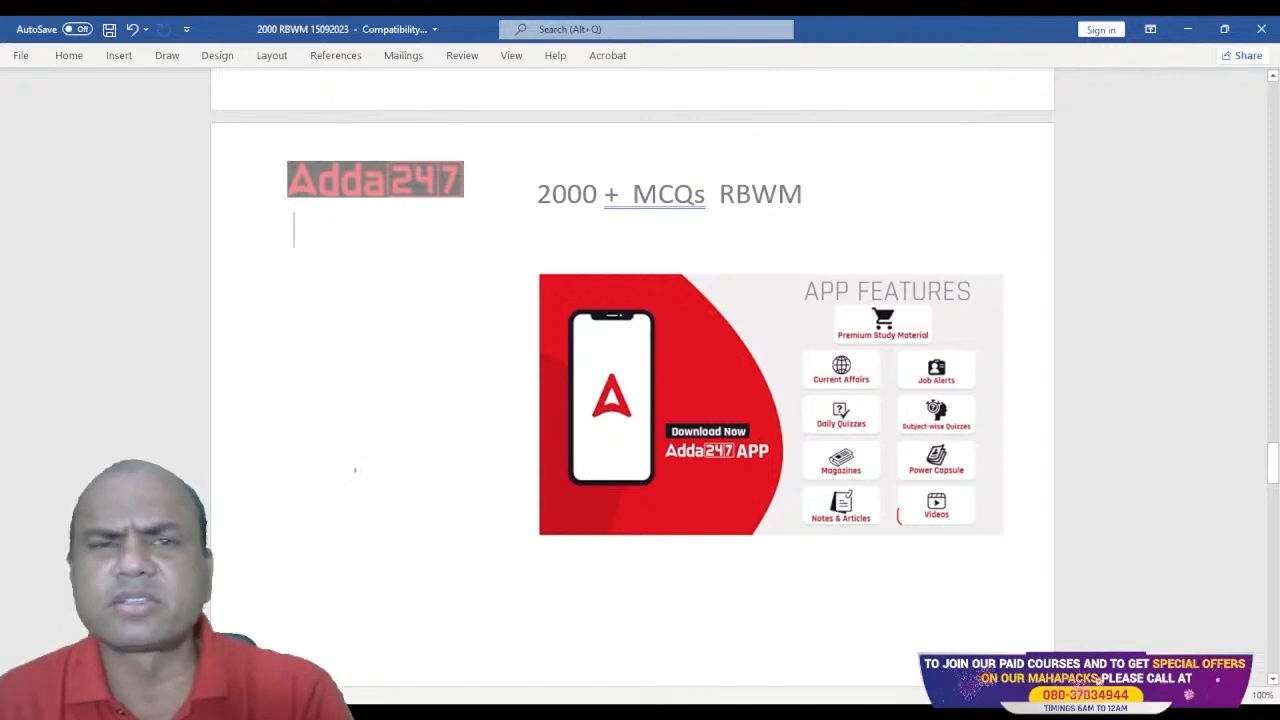 AutoSave Off 2000 RBWM 15092023 - Compatibility... Search (Alt+Q) Sign in
File Home Insert Draw Design Layout References Mailings Review View Help Acrobat Share
Adda247
2000 + MCQs RBWM
APP FEATURES
Premium Study Material
Current Affairs Job Alerts
Daily Quizzes Subject-wise Quizzes
Download Now
Adda247 APP
Magazines Power Capsule
Notes & Articles Videos
TO JOIN OUR PAID COURSES AND TO GET SPECIAL OFFERS
ON OUR MAHAPACKS PLEASE CALL AT
080-37034944
TIMINGS 6AM TO 12AM
100%